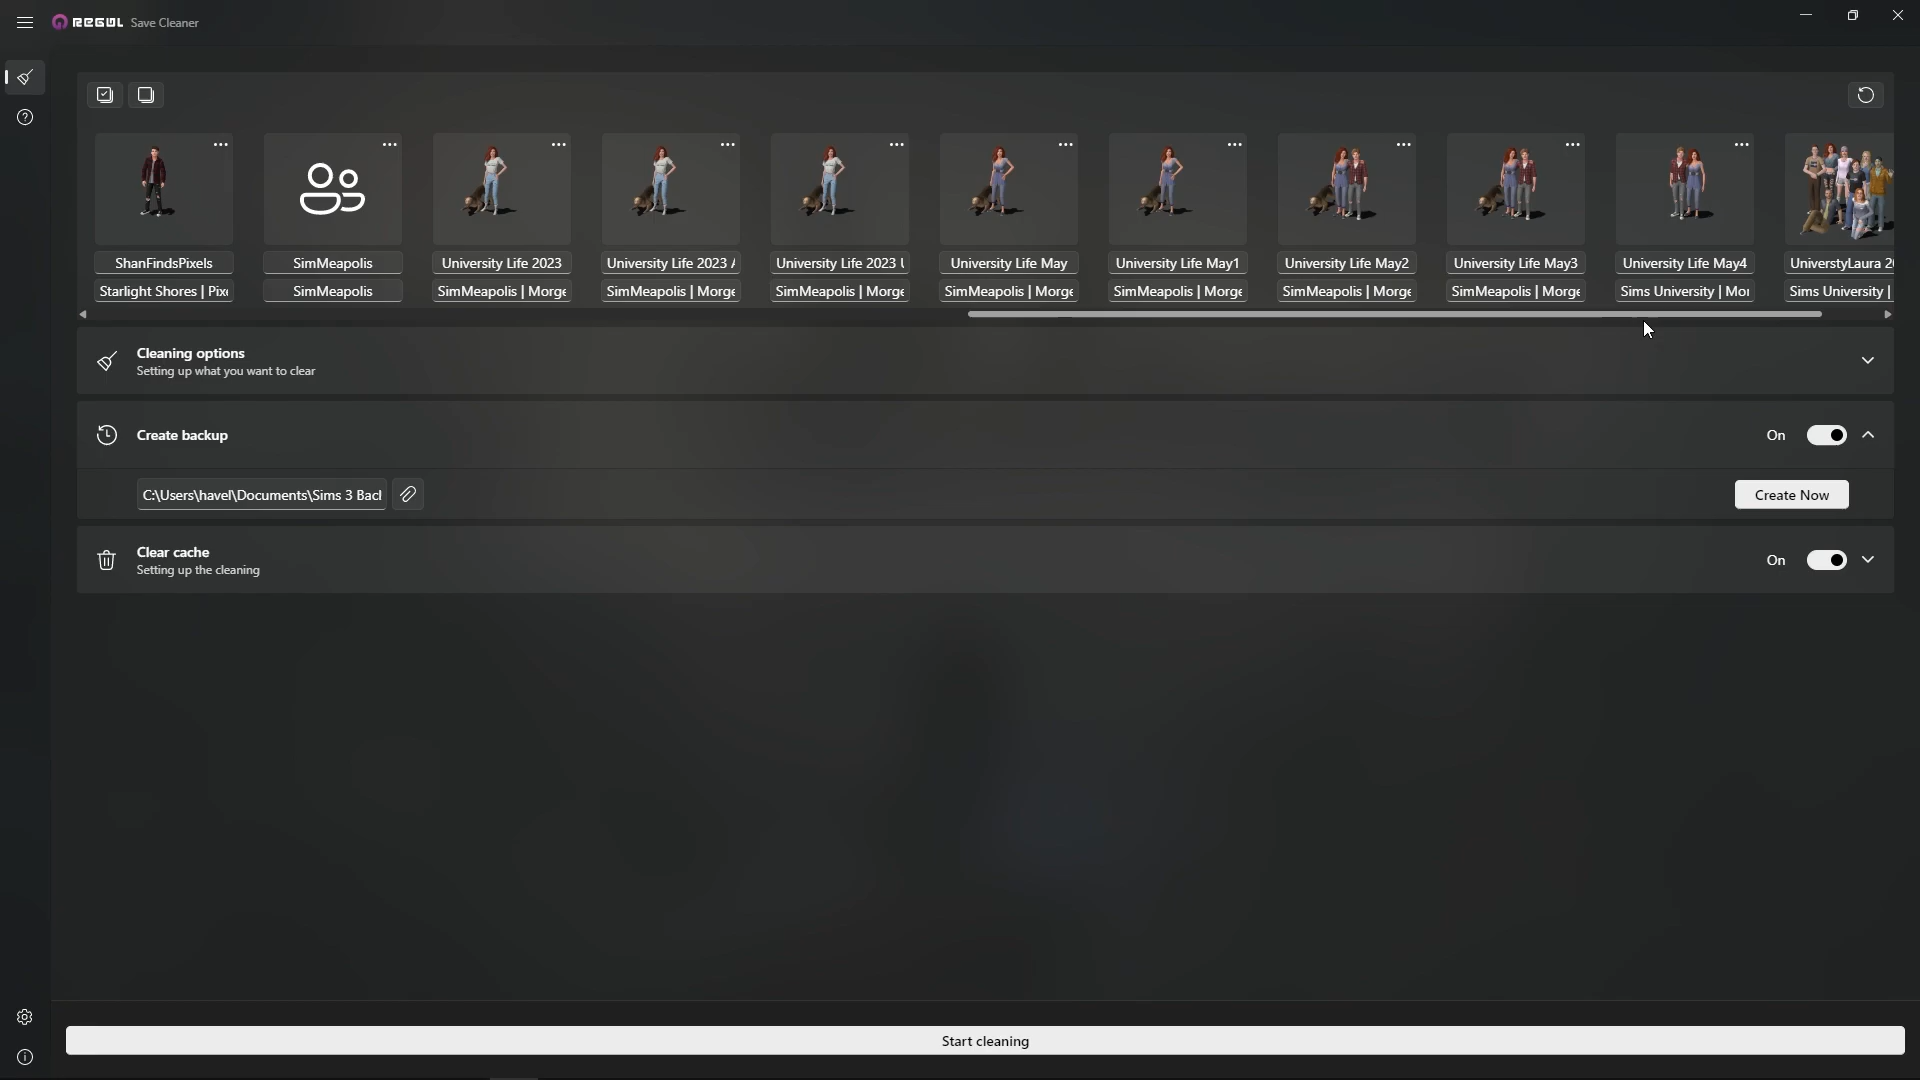 REGUL Save Cleaner
ShanFindsPixels
SimMeapolis
University Life 2023
University Life 2023 A
University Life 2023 U
University Life May
University Life May1
University Life May2
University Life May3
University Life May4
UniverstyLaura 20
Starlight Shores | Pixe
SimMeapolis
SimMeapolis | Morge
SimMeapolis | Morge
SimMeapolis | Morge
SimMeapolis | Morge
SimMeapolis | Morge
SimMeapolis | Morge
SimMeapolis | Morge
Sims University | Mor
Sims University |
Cleaning options
Setting up what you want to clear
Create backup
On
C:\Users\havel\Documents\Sims 3 Bacl
Create Now
Clear cache
Setting up the cleaning
On
Start cleaning